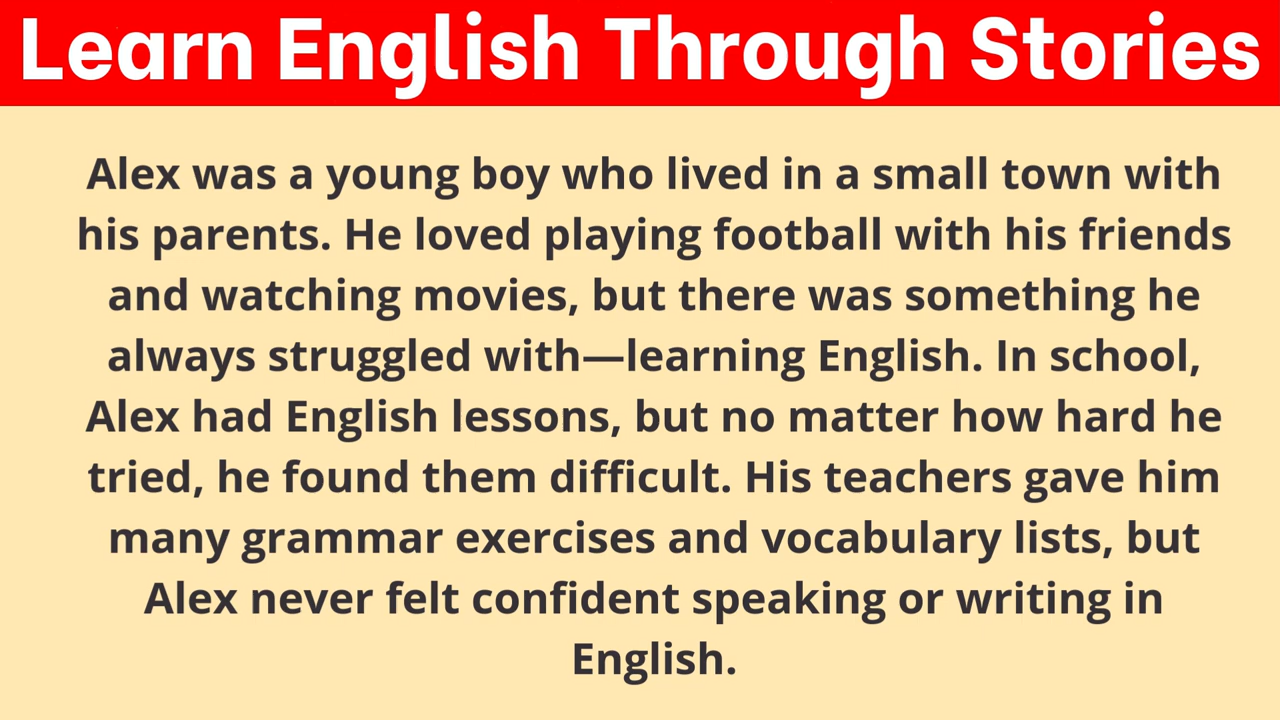 Learn English Through Stories
Alex was a young boy who lived in a small town with
his parents. He loved playing football with his friends
and watching movies, but there was something he
always struggled with—learning English. In school,
Alex had English lessons, but no matter how hard he
tried, he found them difficult. His teachers gave him
many grammar exercises and vocabulary lists, but
Alex never felt confident speaking or writing in
English.